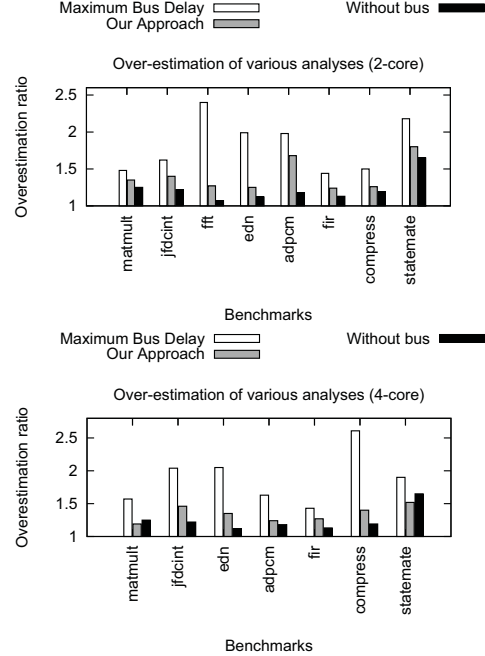 Maximum Bus Delay Without bus
Our Approach
Over-estimation of various analyses (2-core)
Overestimation ratio
2.5
2
1.5
1
matmult jfdcint fft edn adpcm fir compress statemate
Benchmarks
Maximum Bus Delay Without bus
Our Approach
Over-estimation of various analyses (4-core)
Overestimation ratio
2.5
2
1.5
1
matmult jfdcint edn adpcm fir compress statemate
Benchmarks